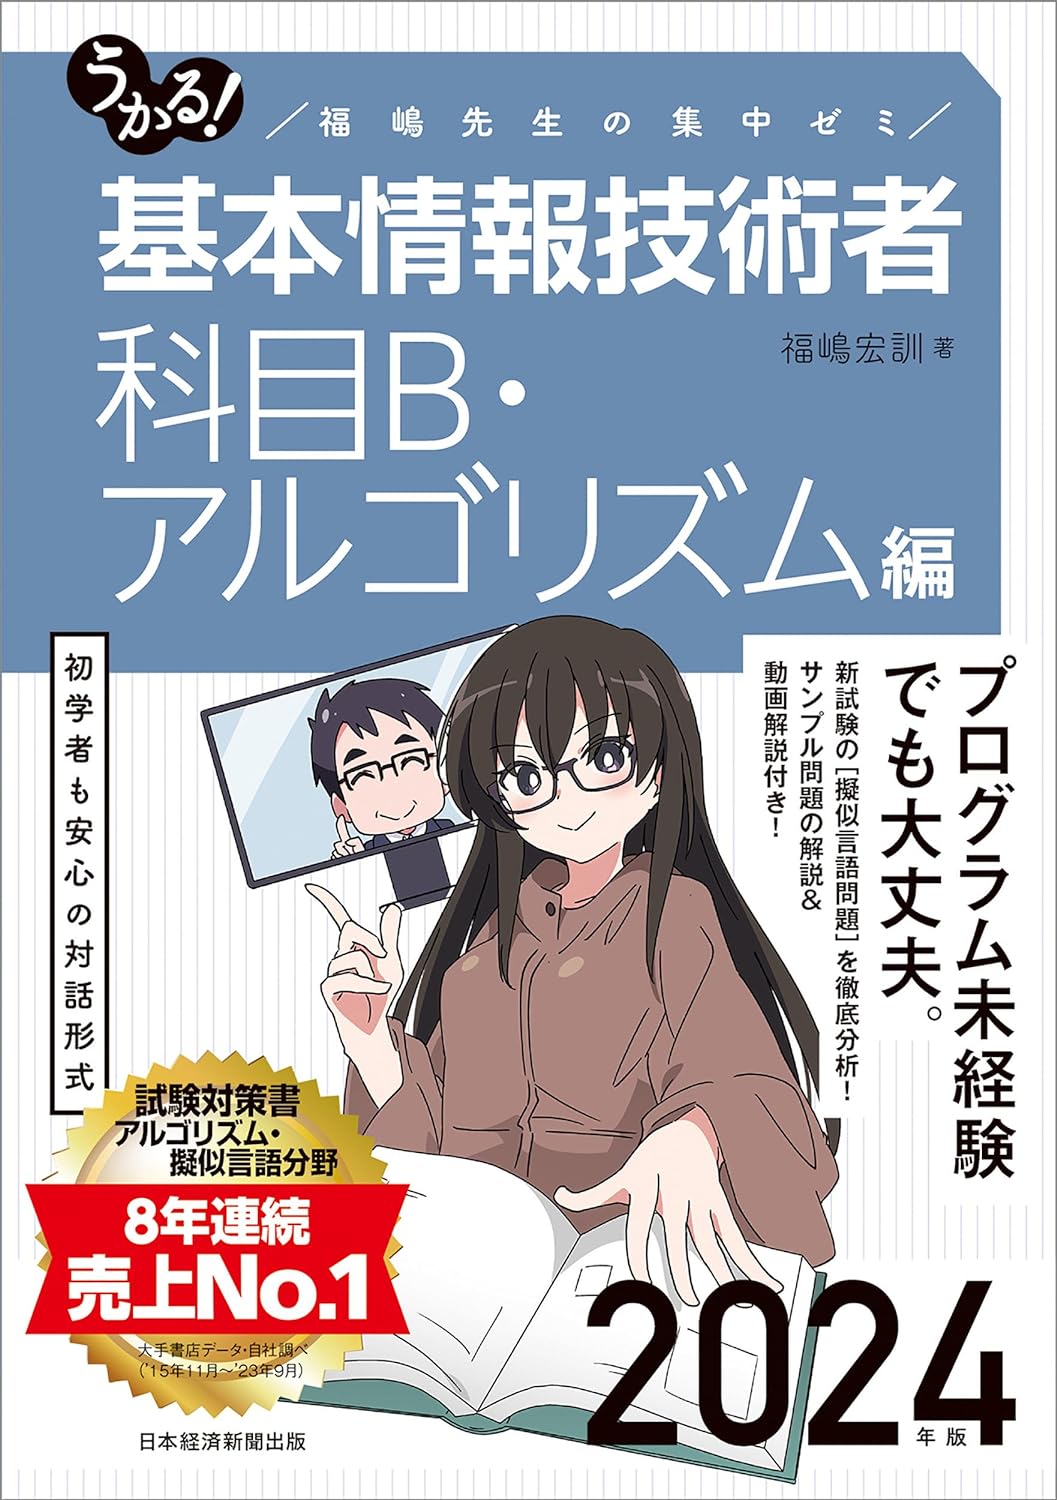 うかる!
福嶋先生の集中ゼミ
基本情報技術者
科目B・
アルゴリズム編
福嶋宏訓 著
プログラム未経験
でも大丈夫。
新試験の[擬似言語問題]を徹底分析!
サンプル問題の解説&
動画解説付き!
初学者も安心の対話形式
試験対策書
アルゴリズム・
擬似言語分野
8年連続
売上No.1
大手書店データ・自社調べ
('15年11月~'23年9月)
2024年版
日本経済新聞出版